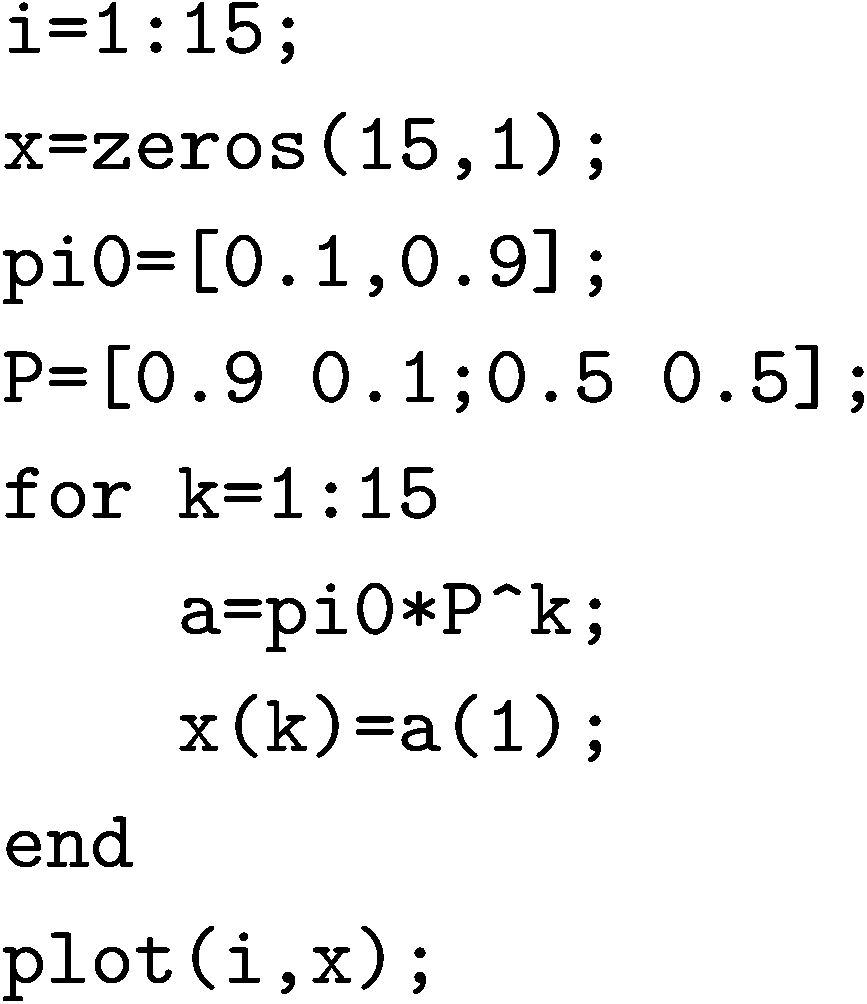 i=1:15;
x=zeros(15,1);
pi0=[0.1,0.9];
P=[0.9 0.1;0.5 0.5];
for k=1:15
    a=pi0*P^k;
    x(k)=a(1);
end
plot(i,x);